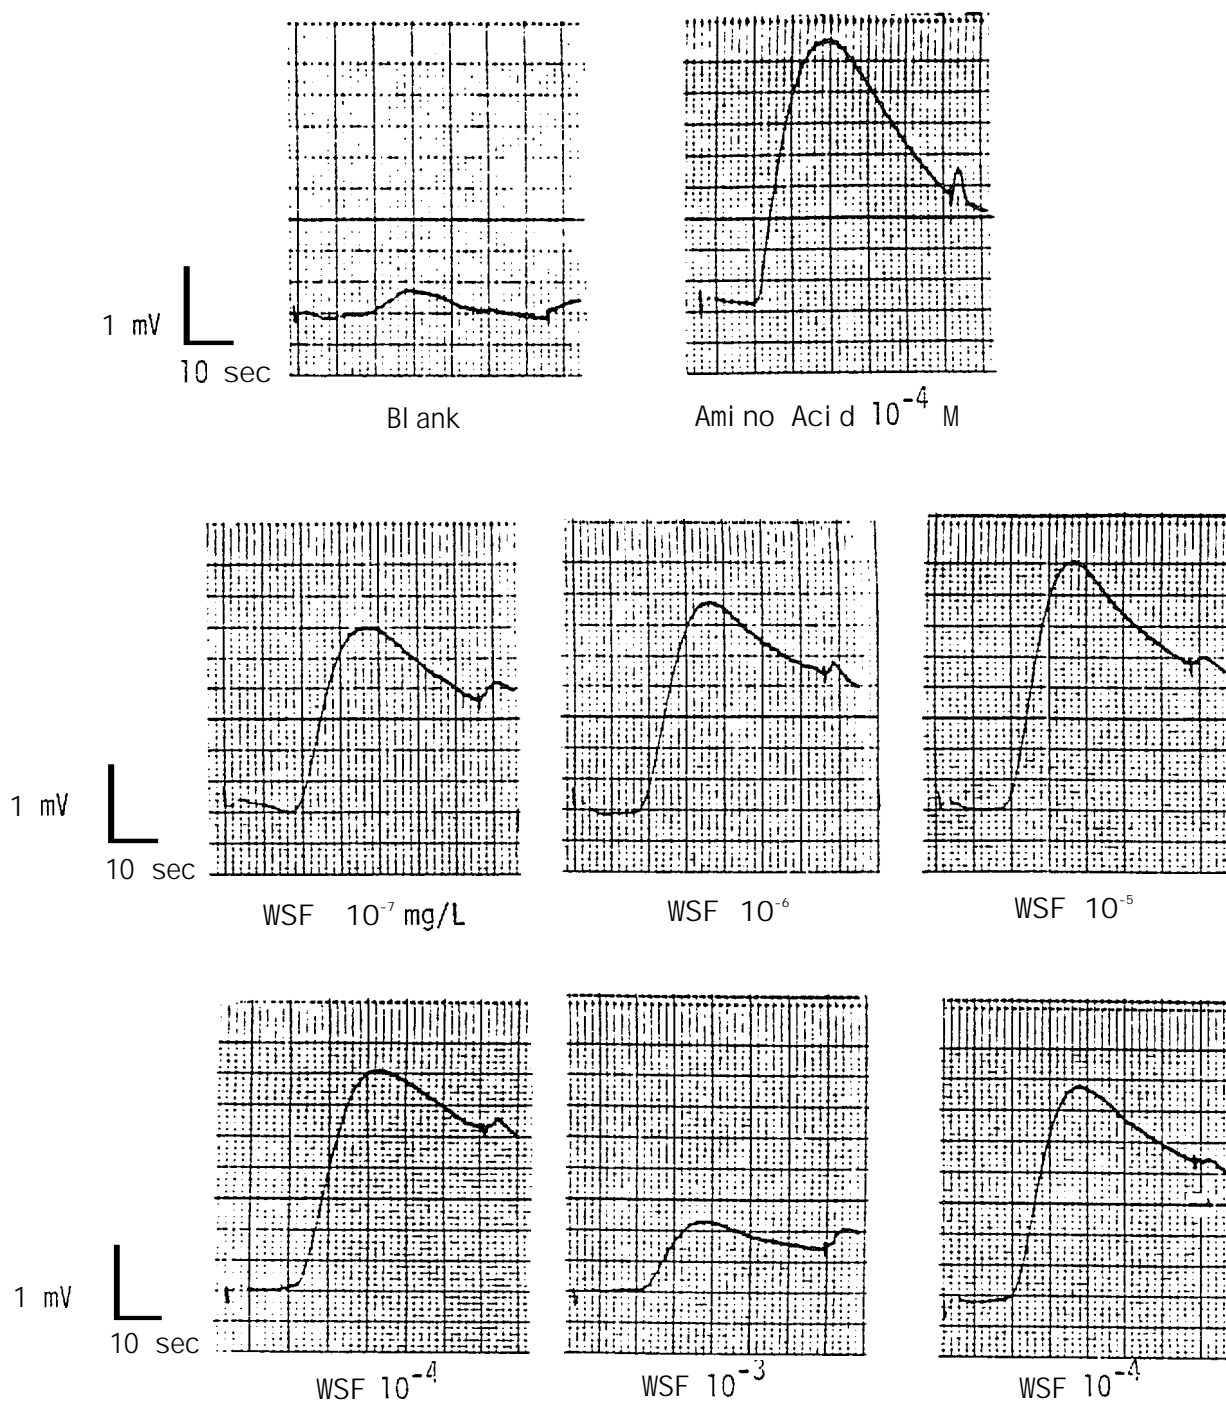 1 mV
10 sec
Blank
Amino Acid 10⁻⁴ M
1 mV
10 sec
WSF 10⁻⁷ mg/L
WSF 10⁻⁶
WSF 10⁻⁵
1 mV
10 sec
WSF 10⁻⁴
WSF 10⁻³
WSF 10⁻⁴